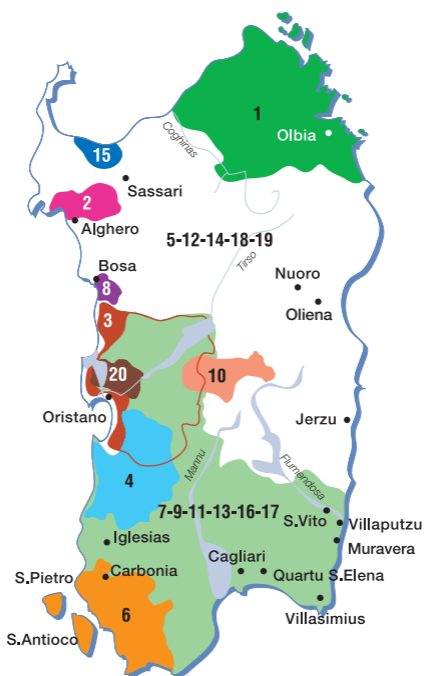 1
Olbia
Coghinas
15
Sassari
2
Alghero
5-12-14-18-19
Tirso
Bosa
Nuoro
8
Oliena
3
20
10
Oristano
Jerzu
Mannu
Flumendosa
4
7-9-11-13-16-17
S.Vito
Villaputzu
Iglesias
Muravera
Cagliari
S.Pietro
Carbonia
Quartu S.Elena
6
Villasimius
S.Antioco